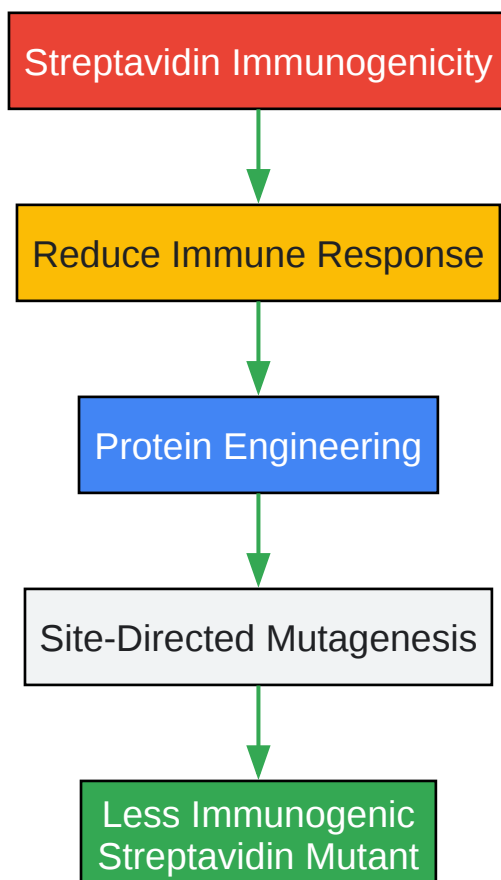 Streptavidin Immunogenicity
Reduce Immune Response
Protein Engineering
Site-Directed Mutagenesis
Less Immunogenic
Streptavidin Mutant